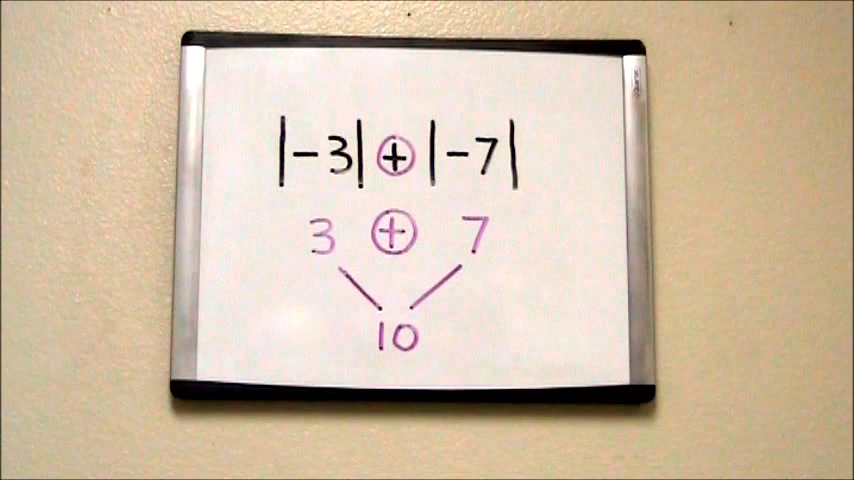 |-3| + |-7|
3 + 7
10